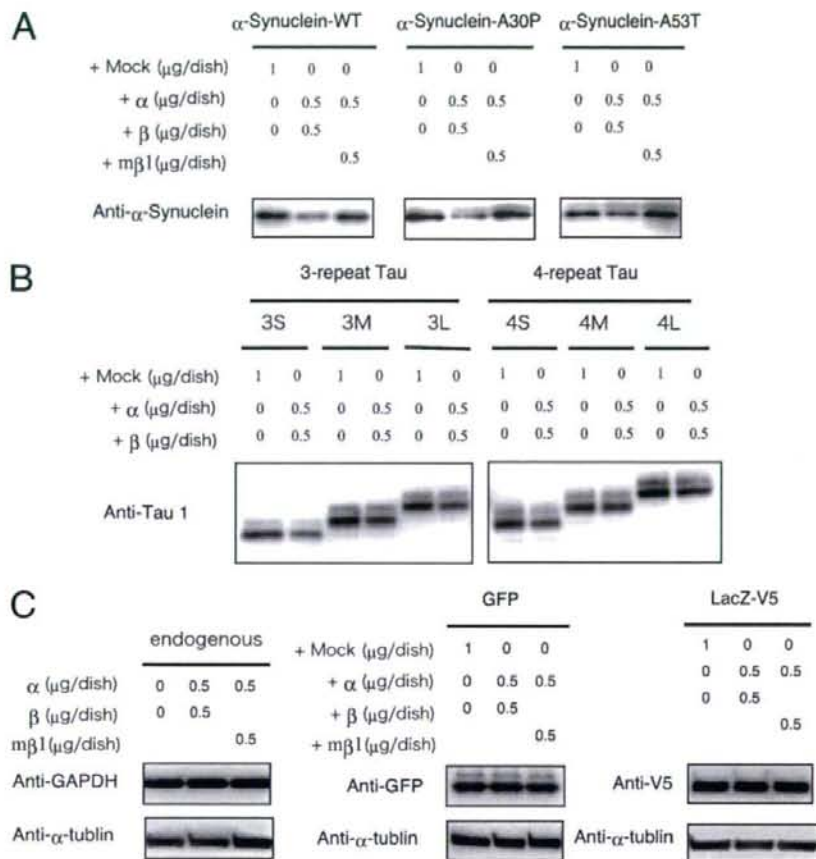 A
α-Synuclein-WT α-Synuclein-A30P α-Synuclein-A53T
+ Mock (μg/dish) 1 0 0 1 0 0 1 0 0
+ α (μg/dish) 0 0.5 0.5 0 0.5 0.5 0 0.5 0.5
+ β (μg/dish) 0 0.5 0 0.5 0 0.5
+ mβ1(μg/dish) 0.5 0.5 0.5
Anti-α-Synuclein
B
3-repeat Tau 4-repeat Tau
3S 3M 3L 4S 4M 4L
+ Mock (μg/dish) 1 0 1 0 1 0 1 0 1 0 1 0
+ α (μg/dish) 0 0.5 0 0.5 0 0.5 0 0.5 0 0.5 0 0.5
+ β (μg/dish) 0 0.5 0 0.5 0 0.5 0 0.5 0 0.5 0 0.5
Anti-Tau 1
C
endogenous
α (μg/dish) 0 0.5 0.5
β (μg/dish) 0 0.5
mβ1(μg/dish) 0.5
Anti-GAPDH
Anti-α-tublin
GFP
+ Mock (μg/dish) 1 0 0
+ α (μg/dish) 0 0.5 0.5
+ β (μg/dish) 0 0.5
+ mβ1(μg/dish) 0.5
Anti-GFP
Anti-α-tublin
LacZ-V5
1 0 0
0 0.5 0.5
0 0.5
0.5
Anti-V5
Anti-α-tublin